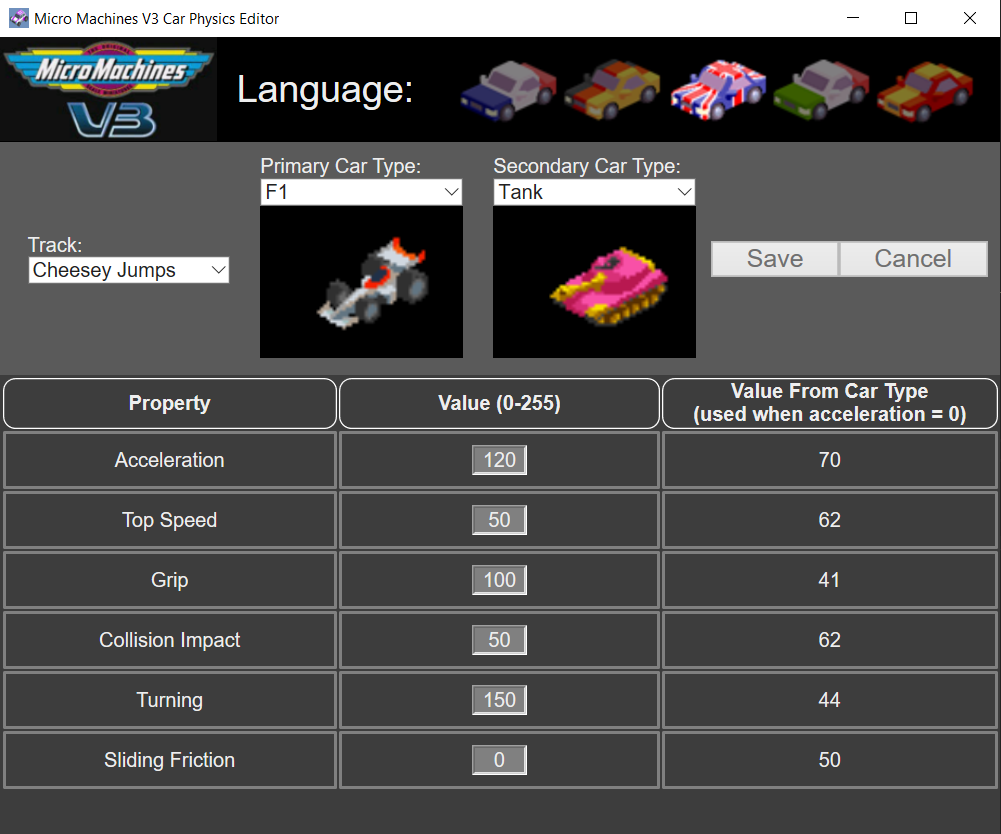 Micro Machines V3 Car Physics Editor
MicroMachines
V3
Language:
Primary Car Type:
F1
Secondary Car Type:
Tank
Track:
Cheesey Jumps
Save
Cancel
Property
Value (0-255)
Value From Car Type
(used when acceleration = 0)
Acceleration
120
70
Top Speed
50
62
Grip
100
41
Collision Impact
50
62
Turning
150
44
Sliding Friction
0
50